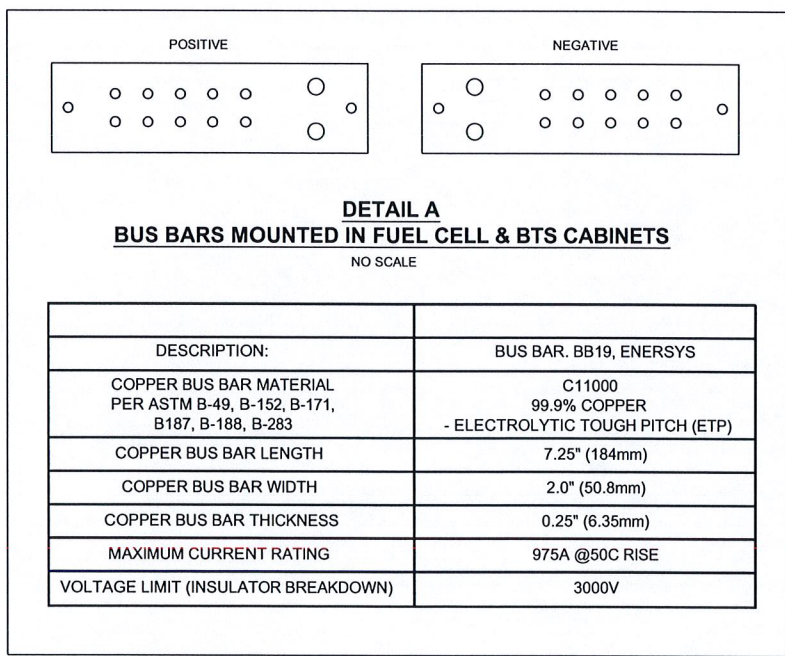 POSITIVE
NEGATIVE
DETAIL A
BUS BARS MOUNTED IN FUEL CELL & BTS CABINETS
NO SCALE
DESCRIPTION:
BUS BAR. BB19, ENERSYS
COPPER BUS BAR MATERIAL
PER ASTM B-49, B-152, B-171,
B187, B-188, B-283
C11000
99.9% COPPER
- ELECTROLYTIC TOUGH PITCH (ETP)
COPPER BUS BAR LENGTH
7.25" (184mm)
COPPER BUS BAR WIDTH
2.0" (50.8mm)
COPPER BUS BAR THICKNESS
0.25" (6.35mm)
MAXIMUM CURRENT RATING
975A @50C RISE
VOLTAGE LIMIT (INSULATOR BREAKDOWN)
3000V